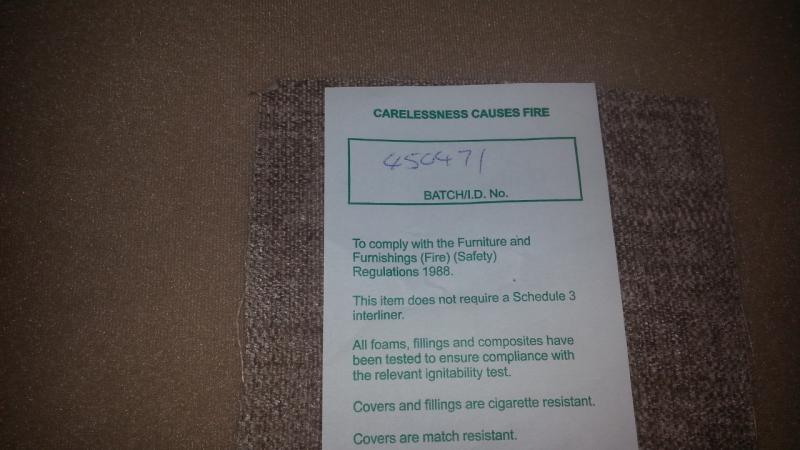 CARELESSNESS CAUSES FIRE
450471
BATCH/I.D. No.
To comply with the Furniture and
Furnishings (Fire) (Safety)
Regulations 1988.
This item does not require a Schedule 3
interliner.
All foams, fillings and composites have
been tested to ensure compliance with
the relevant ignitability test.
Covers and fillings are cigarette resistant.
Covers are match resistant.